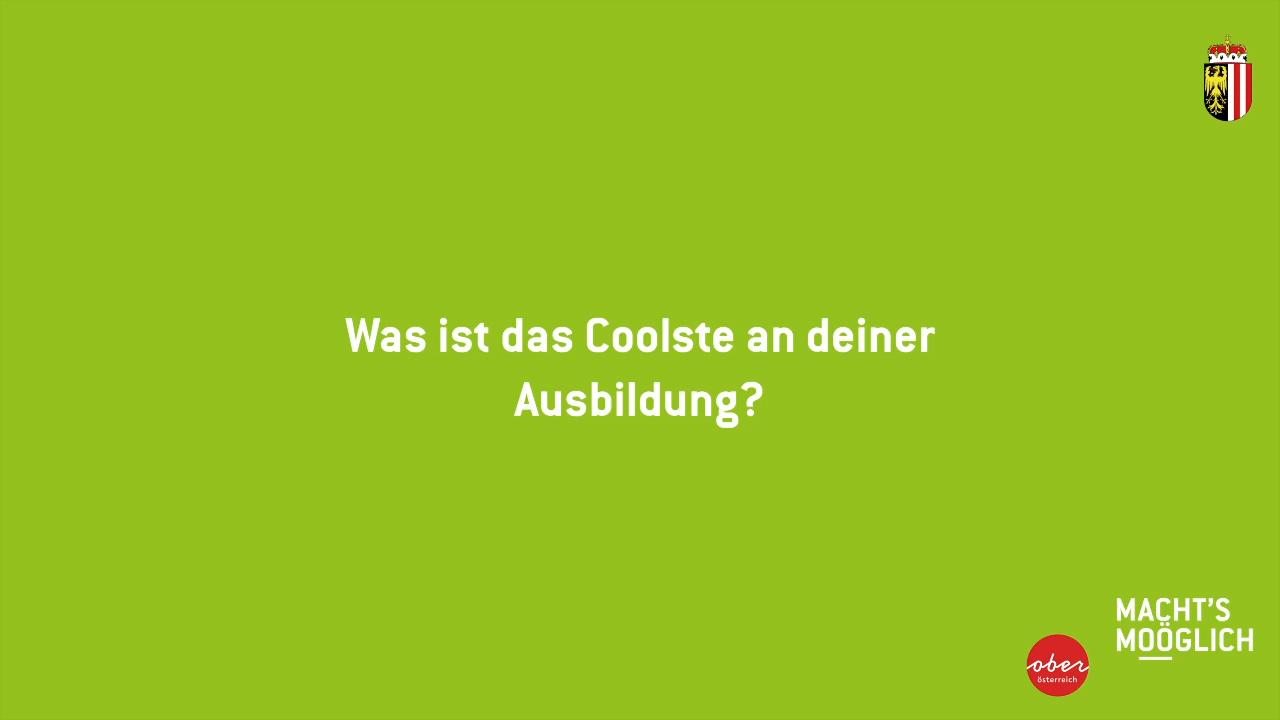 Was ist das Coolste an deiner
Ausbildung?
MACHT'S
MOÖGLICH
ober
österreich